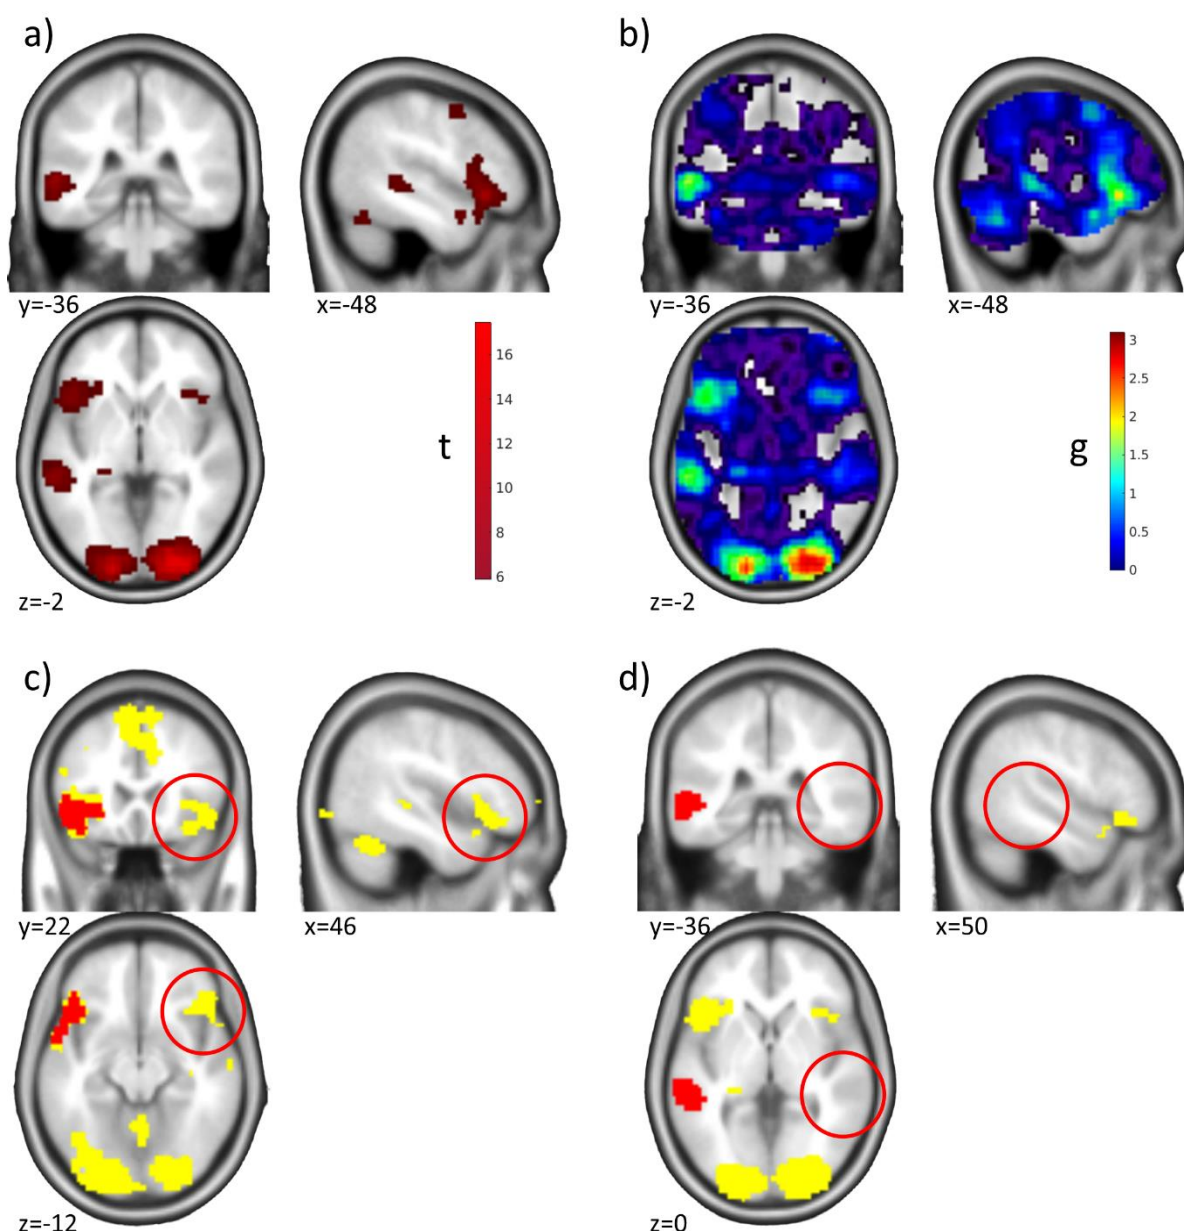 a)
y=-36
x=-48
z=-2
t
16
14
12
10
8
6
b)
y=-36
x=-48
z=-2
g
3
2.5
2
1.5
1
0.5
0
c)
y=22
x=46
z=-12
d)
y=-36
x=50
z=0